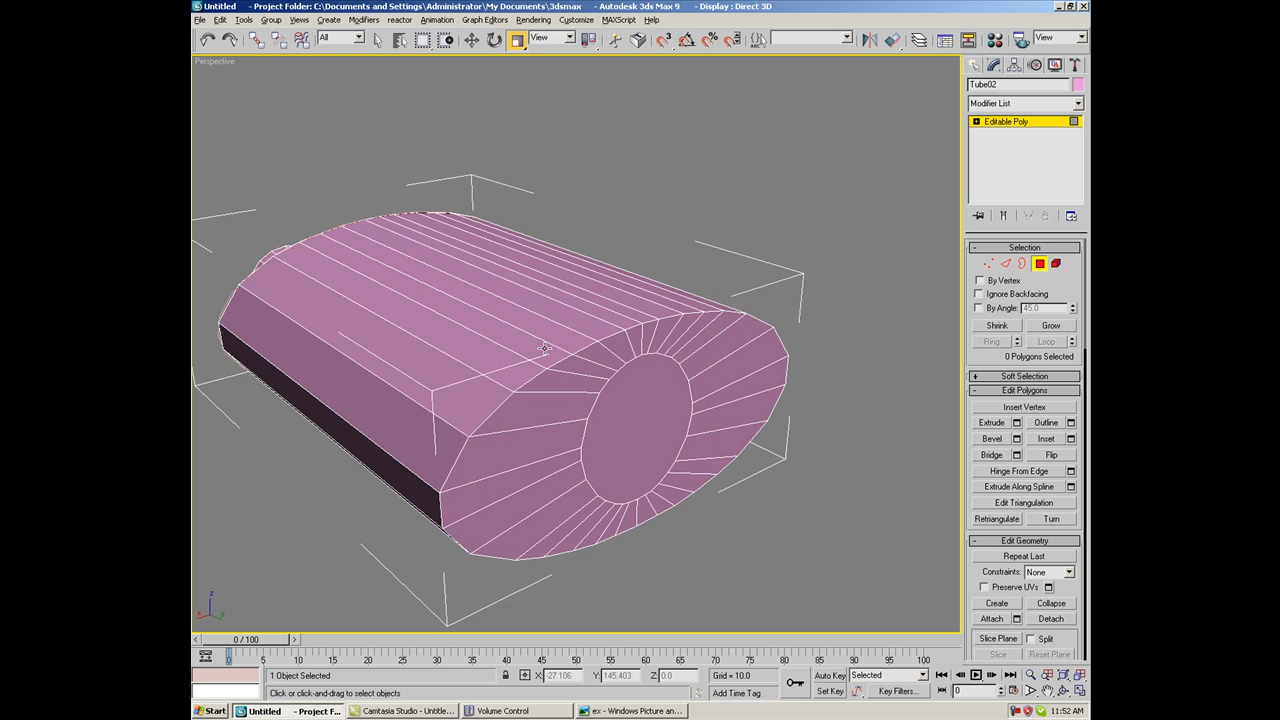 Untitled - Project Folder: C:\Documents and Settings\Administrator\My Documents\3dsmax - Autodesk 3ds Max 9 - Display : Direct 3D
File Edit Tools Group Views Create Modifiers reactor Animation Graph Editors Rendering Customize MAXScript Help
All View View
Perspective
Tube02
Modifier List
Editable Poly
- Selection
By Vertex
Ignore Backfacing
By Angle: 45.0
Shrink Grow
Ring Loop
0 Polygons Selected
+ Soft Selection
- Edit Polygons
Insert Vertex
Extrude Outline
Bevel Inset
Bridge Flip
Hinge From Edge
Extrude Along Spline
Edit Triangulation
Retriangulate Turn
- Edit Geometry
Repeat Last
Constraints: None
Preserve UVs
Create Collapse
Attach Detach
Slice Plane Split
Slice Reset Plane
z
x y
< 0 / 100 >
0 5 10 15 20 25 30 35 40 45 50 55 60 65 70 75 80 85 90 95 100
1 Object Selected X: -27.106 Y: 145.403 Z: 0.0 Grid = 10.0 Auto Key Selected
Click or click-and-drag to select objects Add Time Tag Set Key Key Filters... 0
Start Untitled - Project F... Camtasia Studio - Untitle... Volume Control ex - Windows Picture an... 11:52 AM